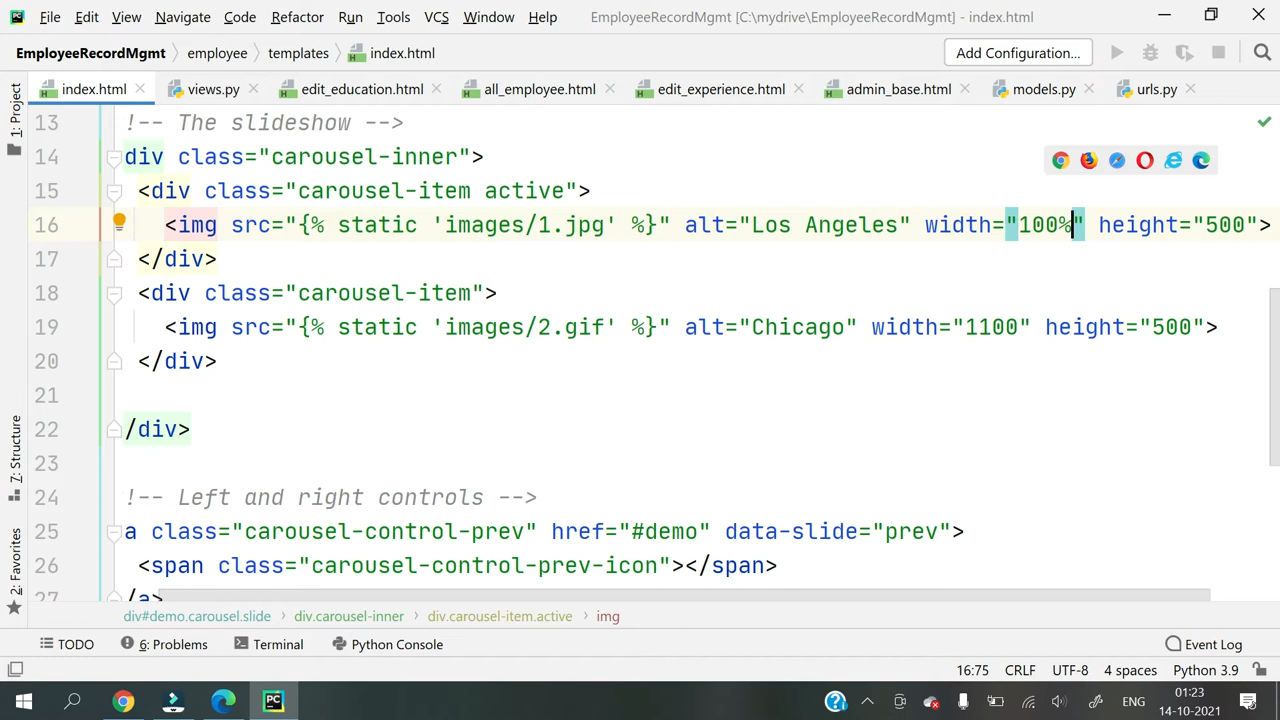 File Edit View Navigate Code Refactor Run Tools VCS Window Help EmployeeRecordMgmt [C:\mydrive\EmployeeRecordMgmt] - index.html
EmployeeRecordMgmt employee templates index.html Add Configuration...
index.html views.py edit_education.html all_employee.html edit_experience.html admin_base.html models.py urls.py
1: Project
7: Structure
2: Favorites
13 !-- The slideshow -->
14 div class="carousel-inner">
15 <div class="carousel-item active">
16 <img src="{% static 'images/1.jpg' %}" alt="Los Angeles" width="100%" height="500">
17 </div>
18 <div class="carousel-item">
19 <img src="{% static 'images/2.gif' %}" alt="Chicago" width="1100" height="500">
20 </div>
21
22 /div>
23
24 !-- Left and right controls -->
25 a class="carousel-control-prev" href="#demo" data-slide="prev">
26 <span class="carousel-control-prev-icon"></span>
27 /a>
div#demo.carousel.slide div.carousel-inner div.carousel-item.active img
TODO 6: Problems Terminal Python Console Event Log
16:75 CRLF UTF-8 4 spaces Python 3.9
PC ENG 01:23
14-10-2021